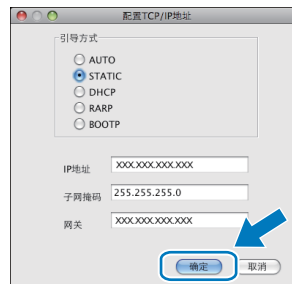 配置TCP/IP地址
引导方式
AUTO
STATIC
DHCP
RARP
BOOTP
IP地址 XXX.XXX.XXX.XXX
子网掩码 255.255.255.0
网关 XXX.XXX.XXX.XXX
确定 取消